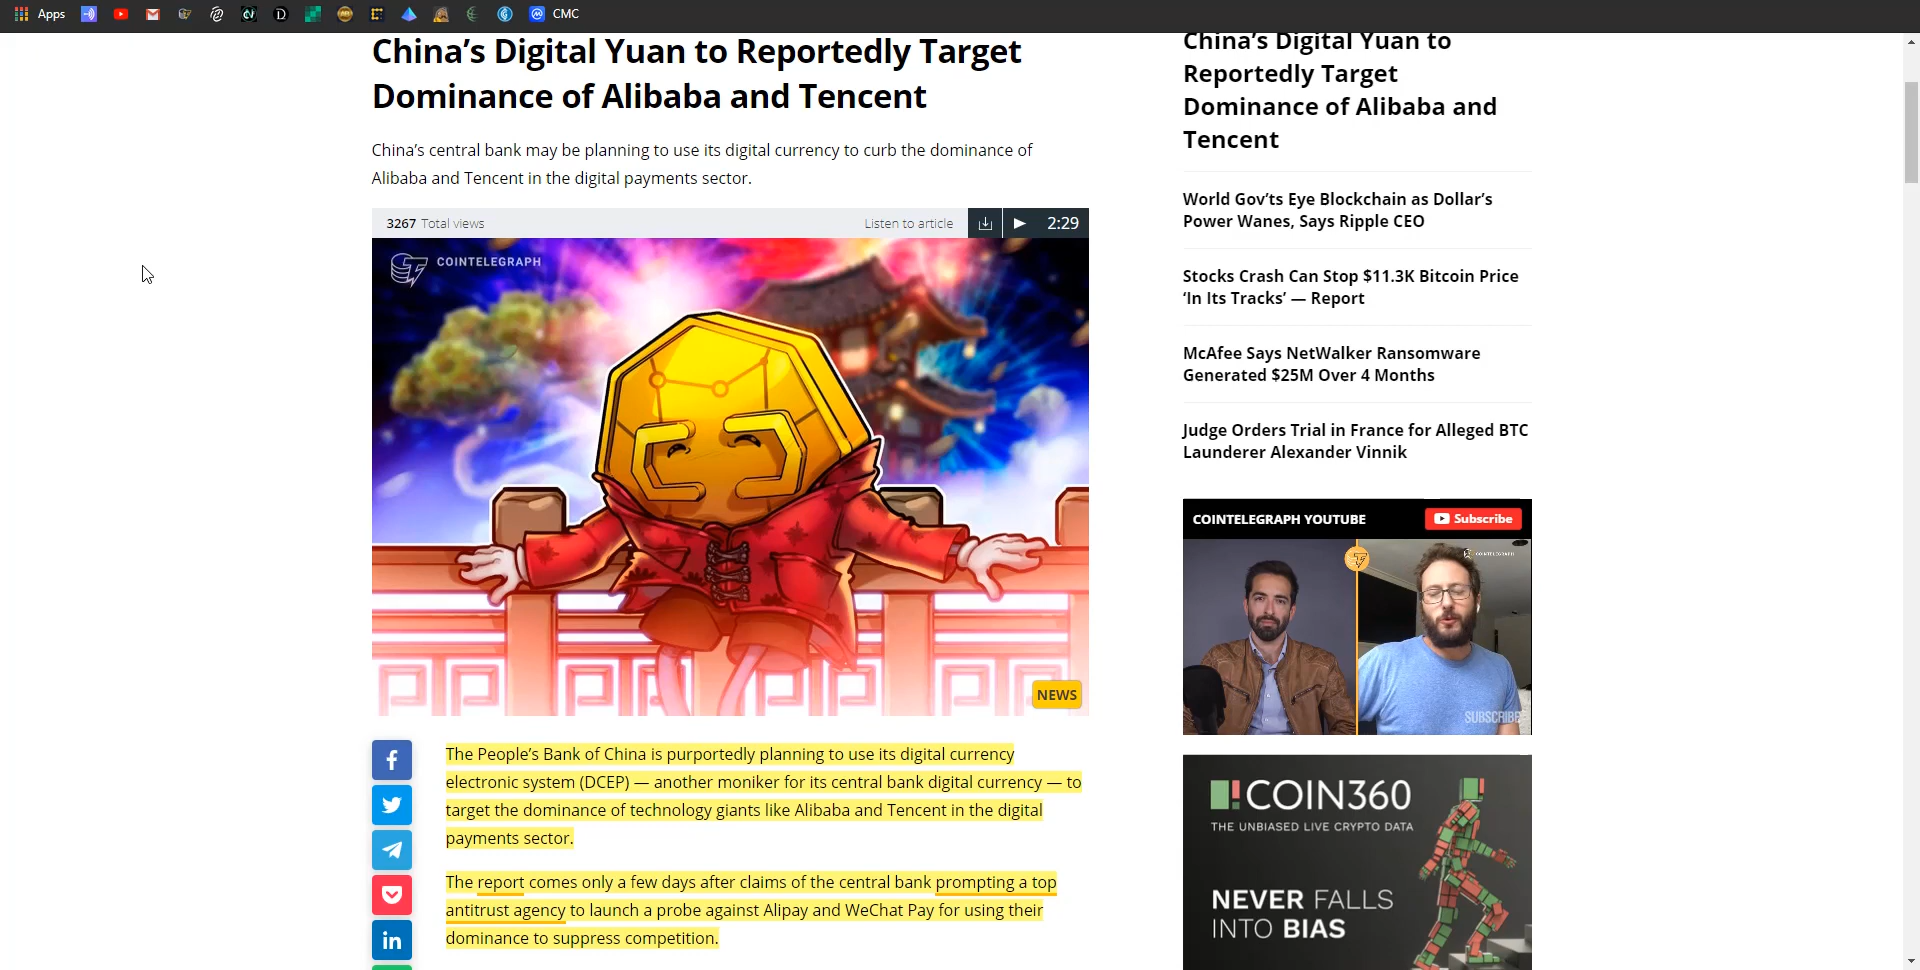 Apps
CMC
China’s Digital Yuan to Reportedly Target
Dominance of Alibaba and Tencent
China’s central bank may be planning to use its digital currency to curb the dominance of
Alibaba and Tencent in the digital payments sector.
3267 Total views
Listen to article
2:29
COINTELEGRAPH
NEWS
The People’s Bank of China is purportedly planning to use its digital currency
electronic system (DCEP) — another moniker for its central bank digital currency — to
target the dominance of technology giants like Alibaba and Tencent in the digital
payments sector.
The report comes only a few days after claims of the central bank prompting a top
antitrust agency to launch a probe against Alipay and WeChat Pay for using their
dominance to suppress competition.
China’s Digital Yuan to
Reportedly Target
Dominance of Alibaba and
Tencent
World Gov’ts Eye Blockchain as Dollar’s
Power Wanes, Says Ripple CEO
Stocks Crash Can Stop $11.3K Bitcoin Price
‘In Its Tracks’ — Report
McAfee Says NetWalker Ransomware
Generated $25M Over 4 Months
Judge Orders Trial in France for Alleged BTC
Launderer Alexander Vinnik
COINTELEGRAPH YOUTUBE
Subscribe
COINTELEGRAPH
SUBSCRIBE
COIN360
THE UNBIASED LIVE CRYPTO DATA
NEVER FALLS
INTO BIAS